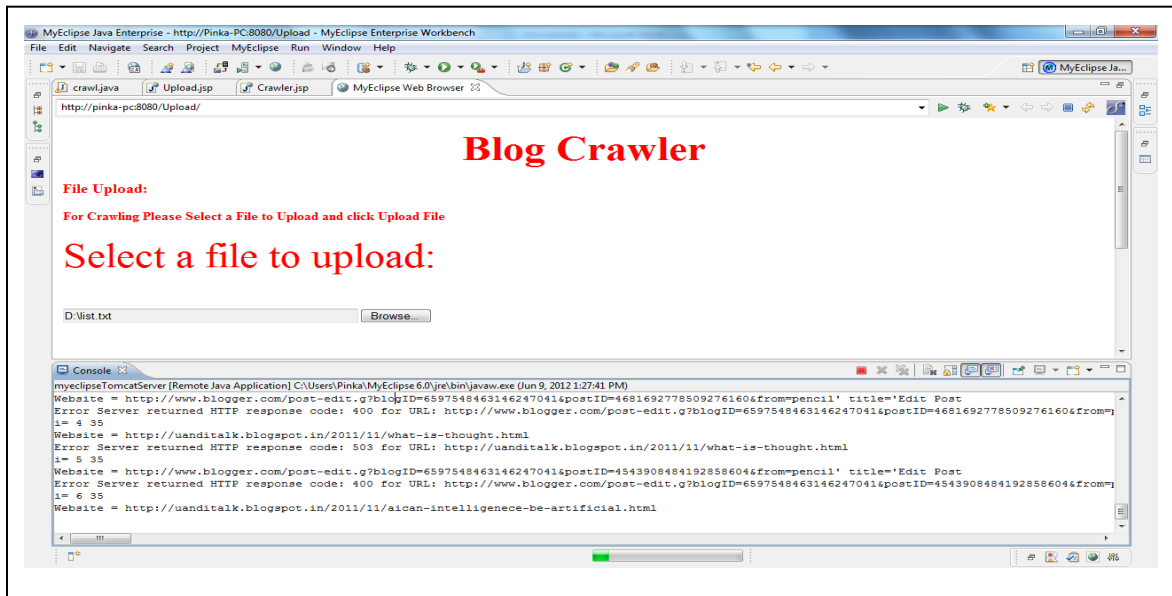 MyEclipse Java Enterprise - http://Pinka-PC:8080/Upload - MyEclipse Enterprise Workbench
File Edit Navigate Search Project MyEclipse Run Window Help
MyEclipse Ja...
crawl.java Upload.jsp Crawler.jsp MyEclipse Web Browser
http://pinka-pc:8080/Upload/
Blog Crawler
File Upload:
For Crawling Please Select a File to Upload and click Upload File
Select a file to upload:
D:\list.txt Browse...
Console
myeclipseTomcatServer [Remote Java Application] C:\Users\Pinka\MyEclipse 6.0\jre\bin\javaw.exe (Jun 9, 2012 1:27:41 PM)
Website = http://www.blogger.com/post-edit.g?blogID=6597548463146247041&postID=4681692778509276160&from=pencil' title='Edit Post
Error Server returned HTTP response code: 400 for URL: http://www.blogger.com/post-edit.g?blogID=6597548463146247041&postID=4681692778509276160&from=p
i= 4 35
Website = http://uanditalk.blogspot.in/2011/11/what-is-thought.html
Error Server returned HTTP response code: 503 for URL: http://uanditalk.blogspot.in/2011/11/what-is-thought.html
i= 5 35
Website = http://www.blogger.com/post-edit.g?blogID=6597548463146247041&postID=4543908484192858604&from=pencil' title='Edit Post
Error Server returned HTTP response code: 400 for URL: http://www.blogger.com/post-edit.g?blogID=6597548463146247041&postID=4543908484192858604&from=p
i= 6 35
Website = http://uanditalk.blogspot.in/2011/11/aican-intelligenece-be-artificial.html